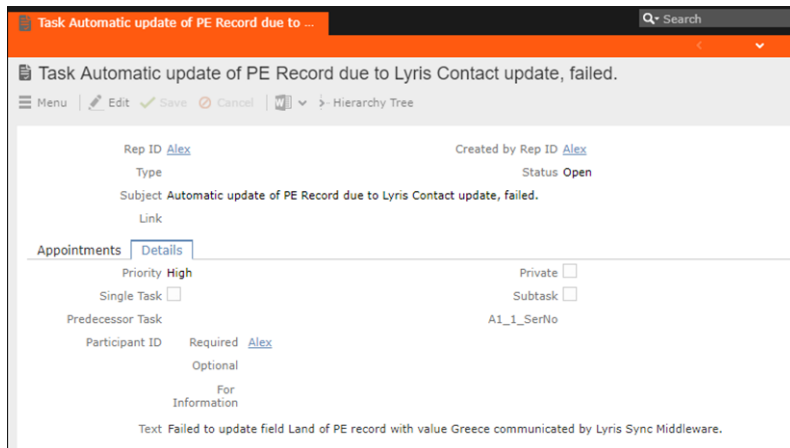 Task Automatic update of PE Record due to ...
Search
Task Automatic update of PE Record due to Lyris Contact update, failed.
Menu Edit Save Cancel Hierarchy Tree
Rep ID Alex Created by Rep ID Alex
Type Status Open
Subject Automatic update of PE Record due to Lyris Contact update, failed.
Link
Appointments Details
Priority High Private
Single Task Subtask
Predecessor Task A1_1_SerNo
Participant ID Required Alex
Optional
For
Information
Text Failed to update field Land of PE record with value Greece communicated by Lyris Sync Middleware.